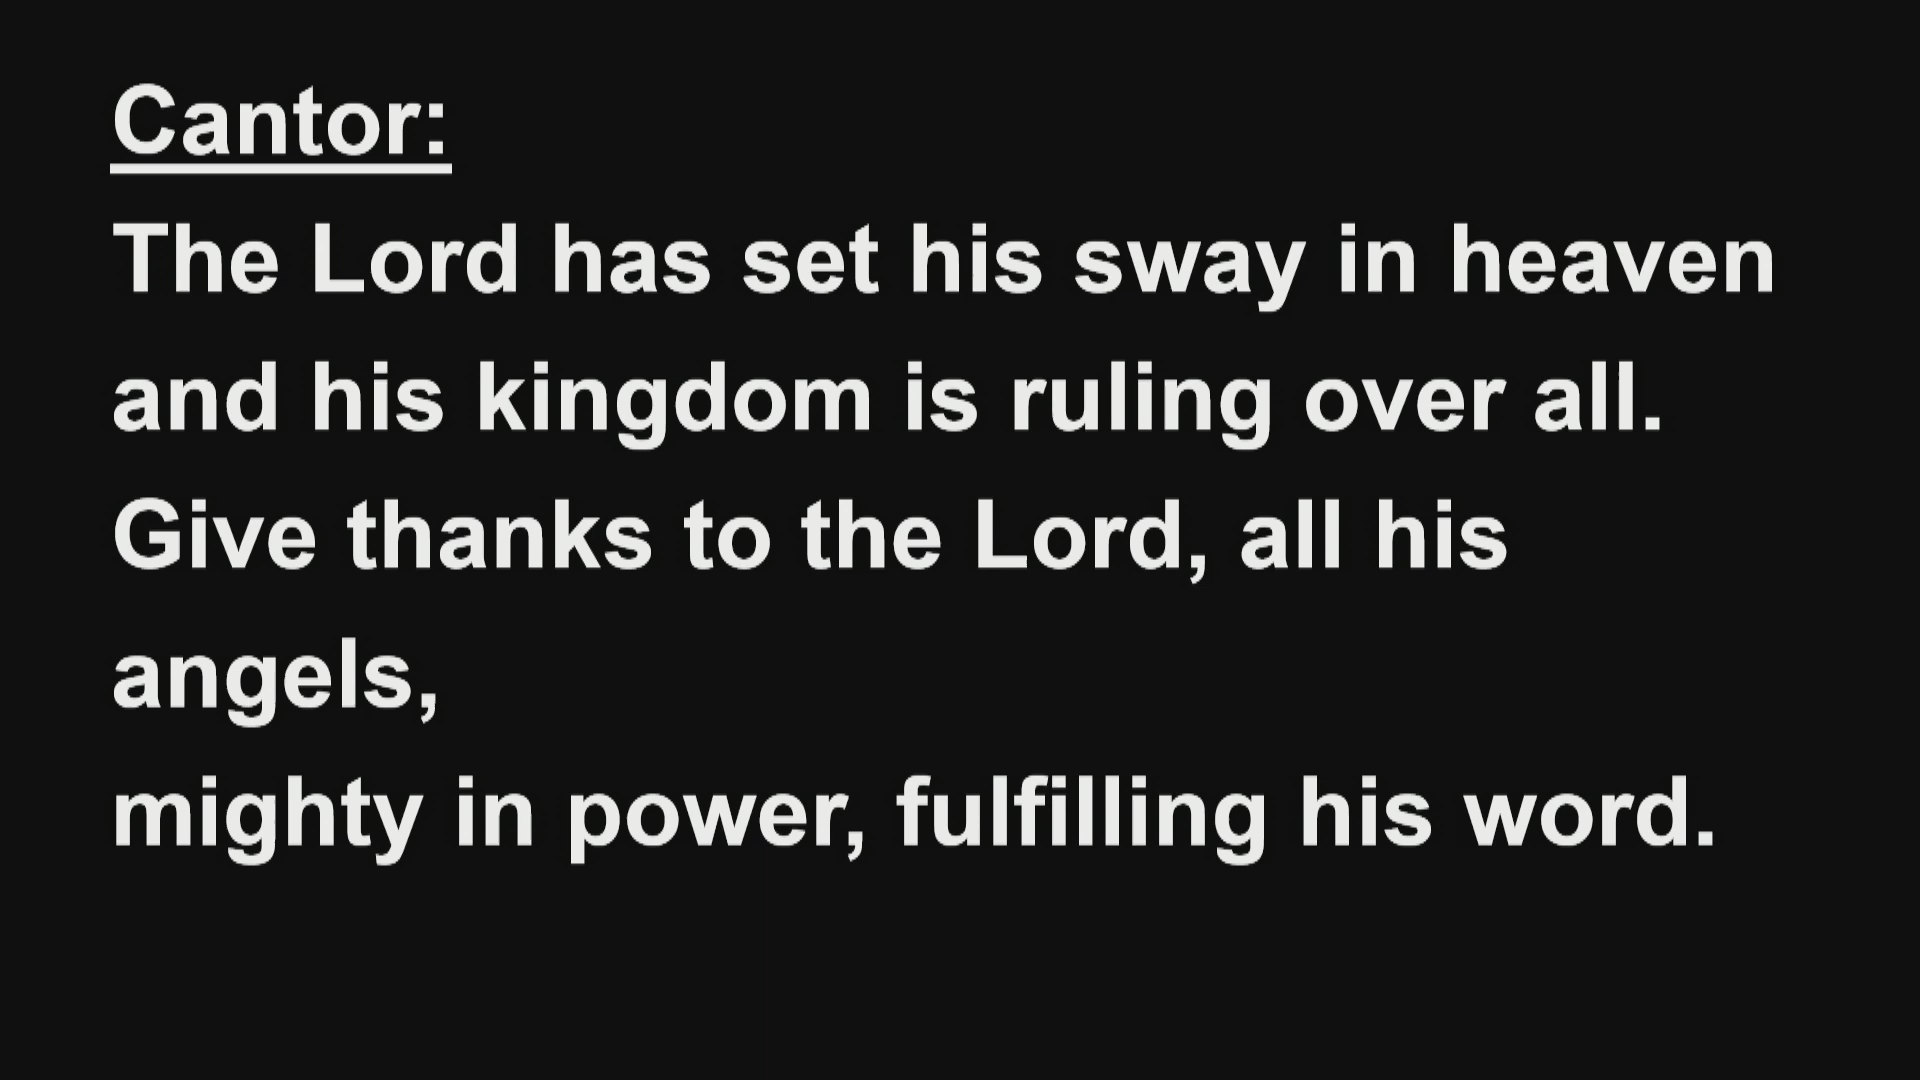 Cantor:
The Lord has set his sway in heaven
and his kingdom is ruling over all.
Give thanks to the Lord, all his
angels,
mighty in power, fulfilling his word.